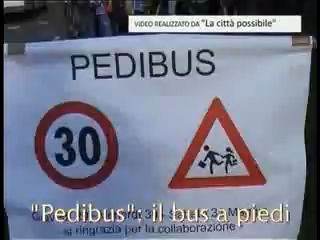 VIDEO REALIZZATO DA "La città possibile"
PEDIBUS
30
"Pedibus": il bus a piedi
si ringrazia per la collaborazione